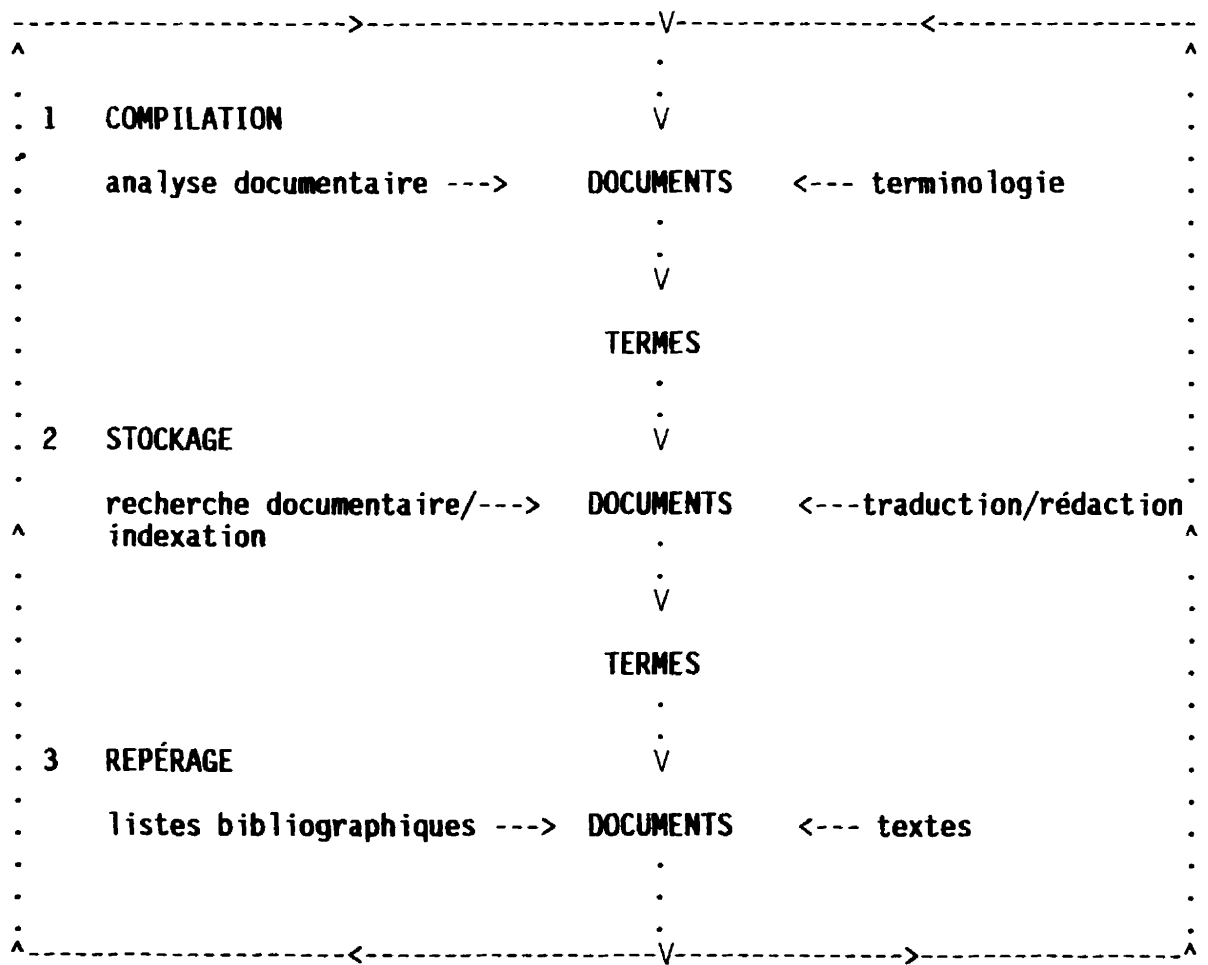 -------------------->------------------V---------------<----------------
^ ^
.
. . .
. 1 COMPILATION V .
. .
. analyse documentaire ---> DOCUMENTS <--- terminologie .
. . .
. . .
. V .
. .
. TERMES .
. . .
. . .
. 2 STOCKAGE V .
. .
recherche documentaire/---> DOCUMENTS <---traduction/rédaction
^ indexation . ^
. . .
. V .
. .
. TERMES .
. . .
. . .
. 3 REPÉRAGE V .
. .
. listes bibliographiques ---> DOCUMENTS <--- textes .
. . .
. . .
. .
^--------------------<------------------V-------------->----------------^